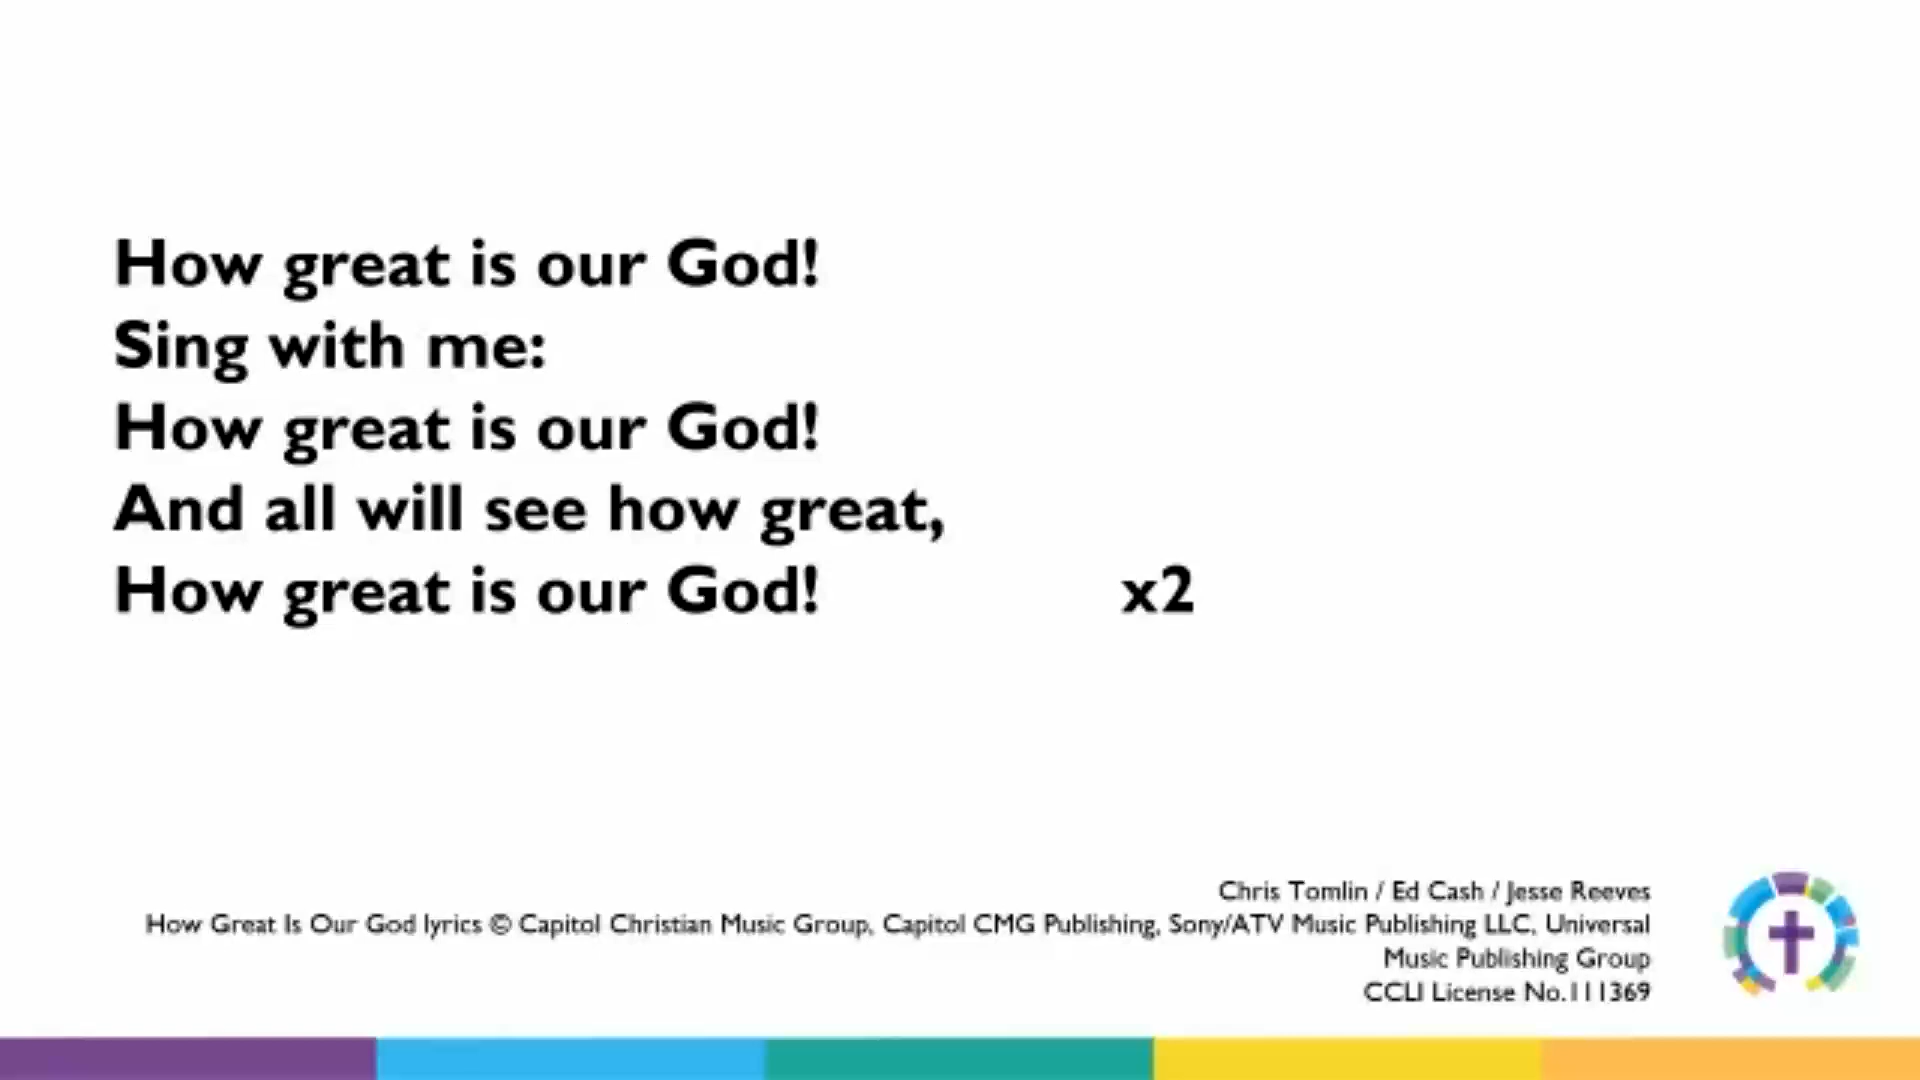 How great is our God!
Sing with me:
How great is our God!
And all will see how great,
How great is our God! x2
Chris Tomlin / Ed Cash / Jesse Reeves
How Great Is Our God lyrics © Capitol Christian Music Group, Capitol CMG Publishing, Sony/ATV Music Publishing LLC, Universal
Music Publishing Group
CCLI License No.111369